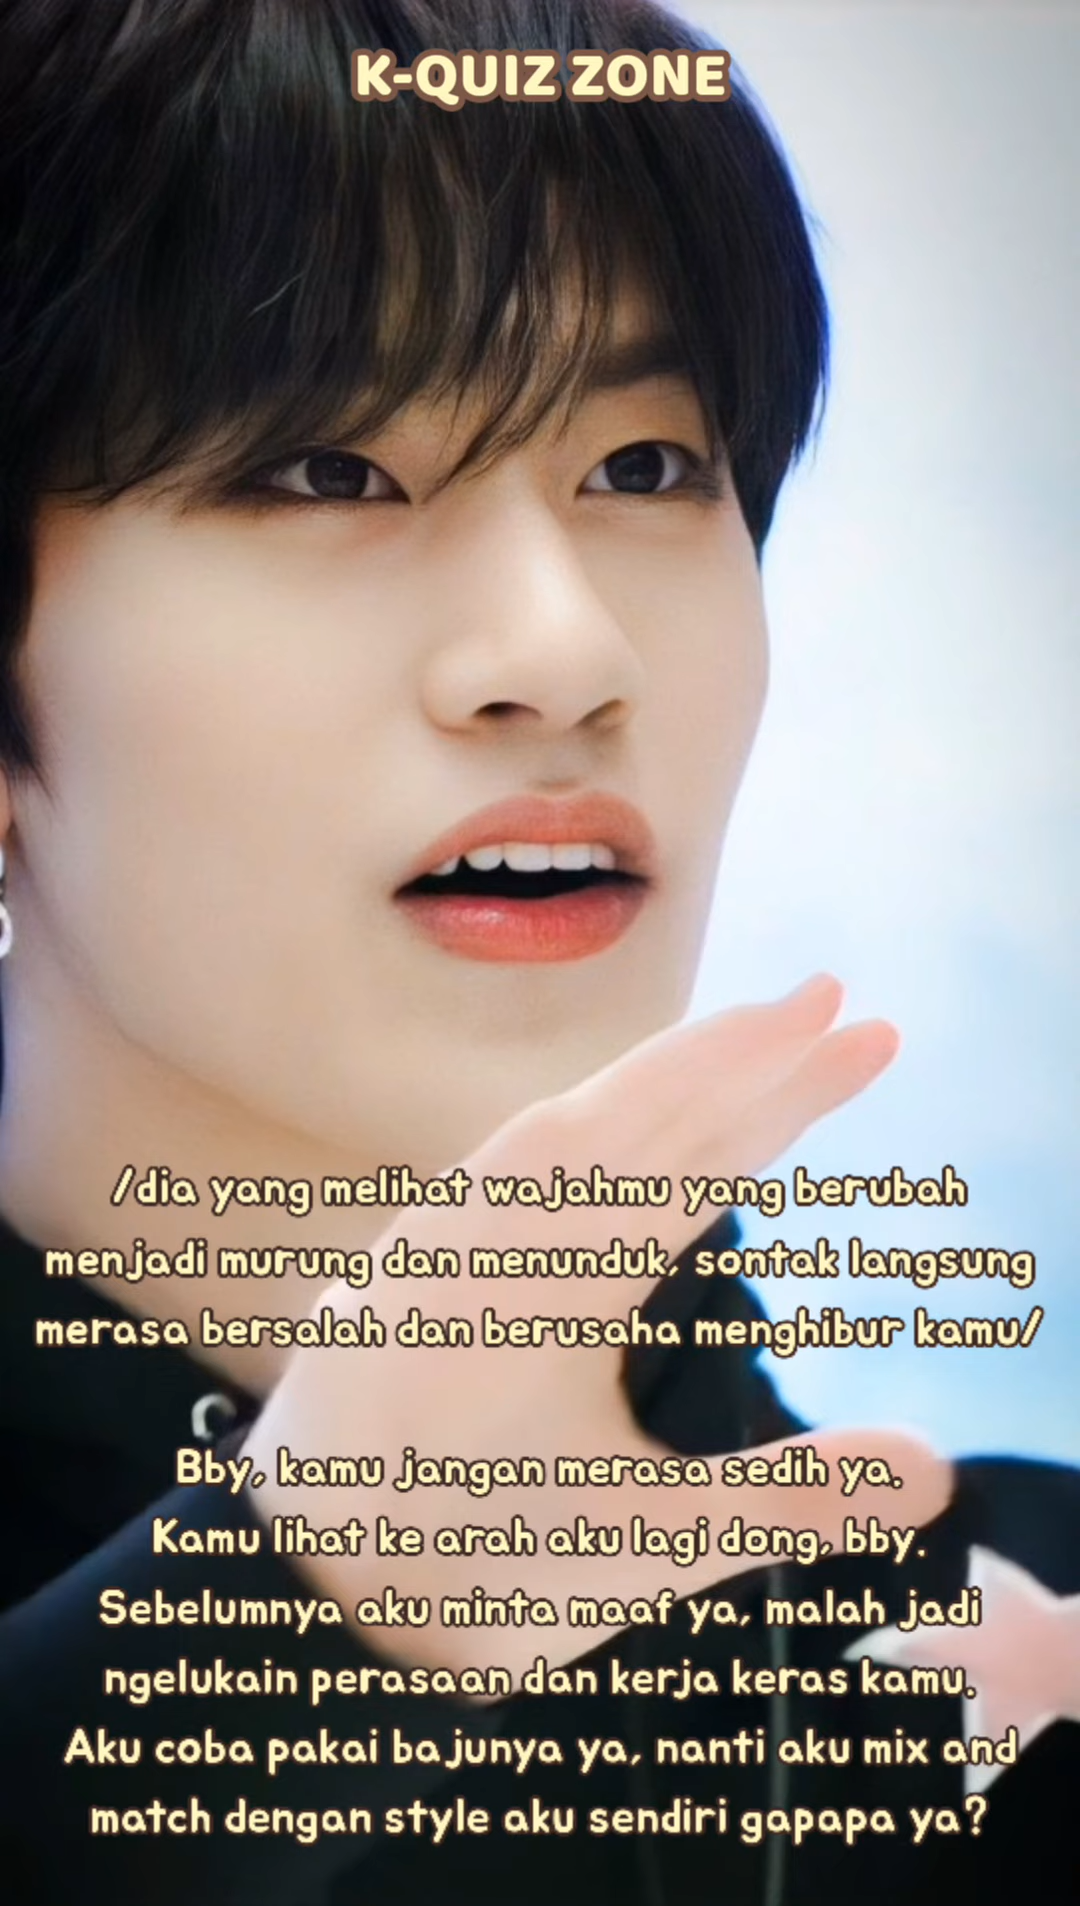 K-QUIZ ZONE
/dia yang melihat wajahmu yang berubah
menjadi murung dan menunduk, sontak langsung
merasa bersalah dan berusaha menghibur kamu/
Bby, kamu jangan merasa sedih ya.
Kamu lihat ke arah aku lagi dong, bby.
Sebelumnya aku minta maaf ya, malah jadi
ngelukain perasaan dan kerja keras kamu.
Aku coba pakai bajunya ya, nanti aku mix and
match dengan style aku sendiri gapapa ya?